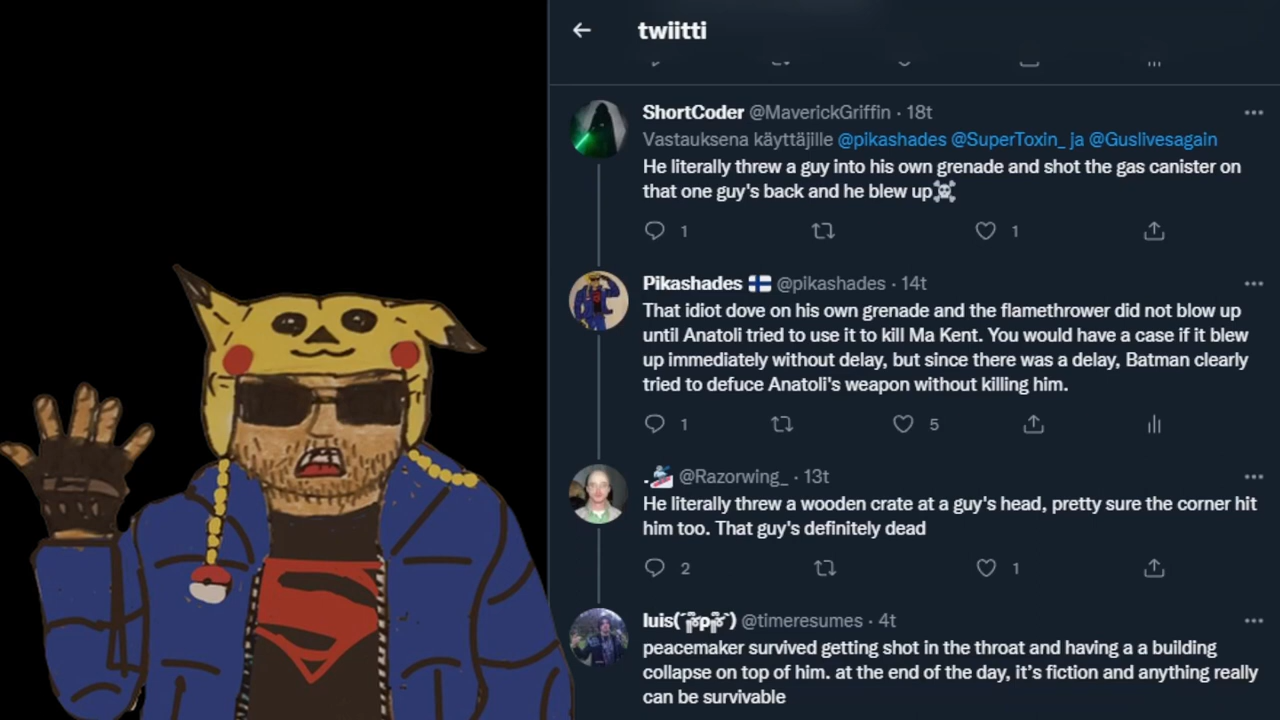 twiitti
ShortCoder @MaverickGriffin · 18t
Vastauksena käyttäjille @pikashades @SuperToxin_ ja @Guslivesagain
He literally threw a guy into his own grenade and shot the gas canister on
that one guy's back and he blew up☠
1 1
Pikashades 🇫🇮 @pikashades · 14t
That idiot dove on his own grenade and the flamethrower did not blow up
until Anatoli tried to use it to kill Ma Kent. You would have a case if it blew
up immediately without delay, but since there was a delay, Batman clearly
tried to defuce Anatoli's weapon without killing him.
1 5
. @Razorwing_ · 13t
He literally threw a wooden crate at a guy's head, pretty sure the corner hit
him too. That guy's definitely dead
2 1
luis @timeresumes · 4t
peacemaker survived getting shot in the throat and having a a building
collapse on top of him. at the end of the day, it's fiction and anything really
can be survivable